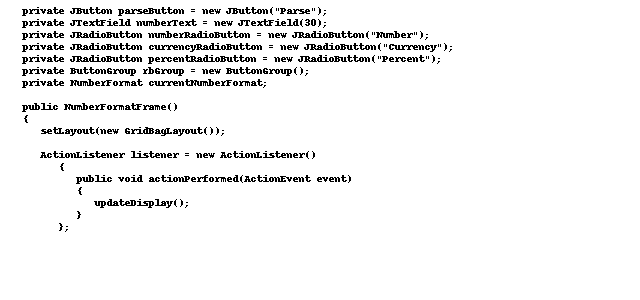 private JButton parseButton = new JButton("Parse");
private JTextField numberText = new JTextField(30);
private JRadioButton numberRadioButton = new JRadioButton("Number");
private JRadioButton currencyRadioButton = new JRadioButton("Currency");
private JRadioButton percentRadioButton = new JRadioButton("Percent");
private ButtonGroup rbGroup = new ButtonGroup();
private NumberFormat currentNumberFormat;
public NumberFormatFrame()
{
setLayout(new GridBagLayout());
ActionListener listener = new ActionListener()
{
public void actionPerformed(ActionEvent event)
{
updateDisplay();
}
};